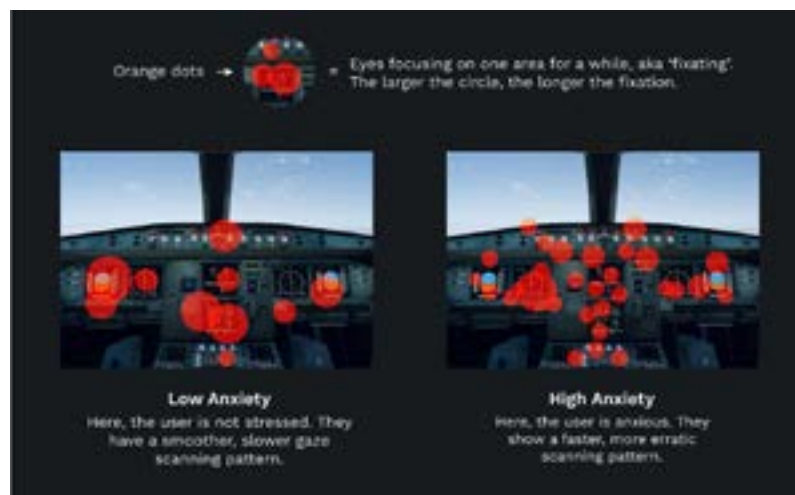 Orange dots → = Eyes focusing on one area for a while, aka 'fixating'.
The larger the circle, the longer the fixation.
Low Anxiety
Here, the user is not stressed. They
have a smoother, slower gaze
scanning pattern.
High Anxiety
Here, the user is anxious. They
show a faster, more erratic
scanning pattern.